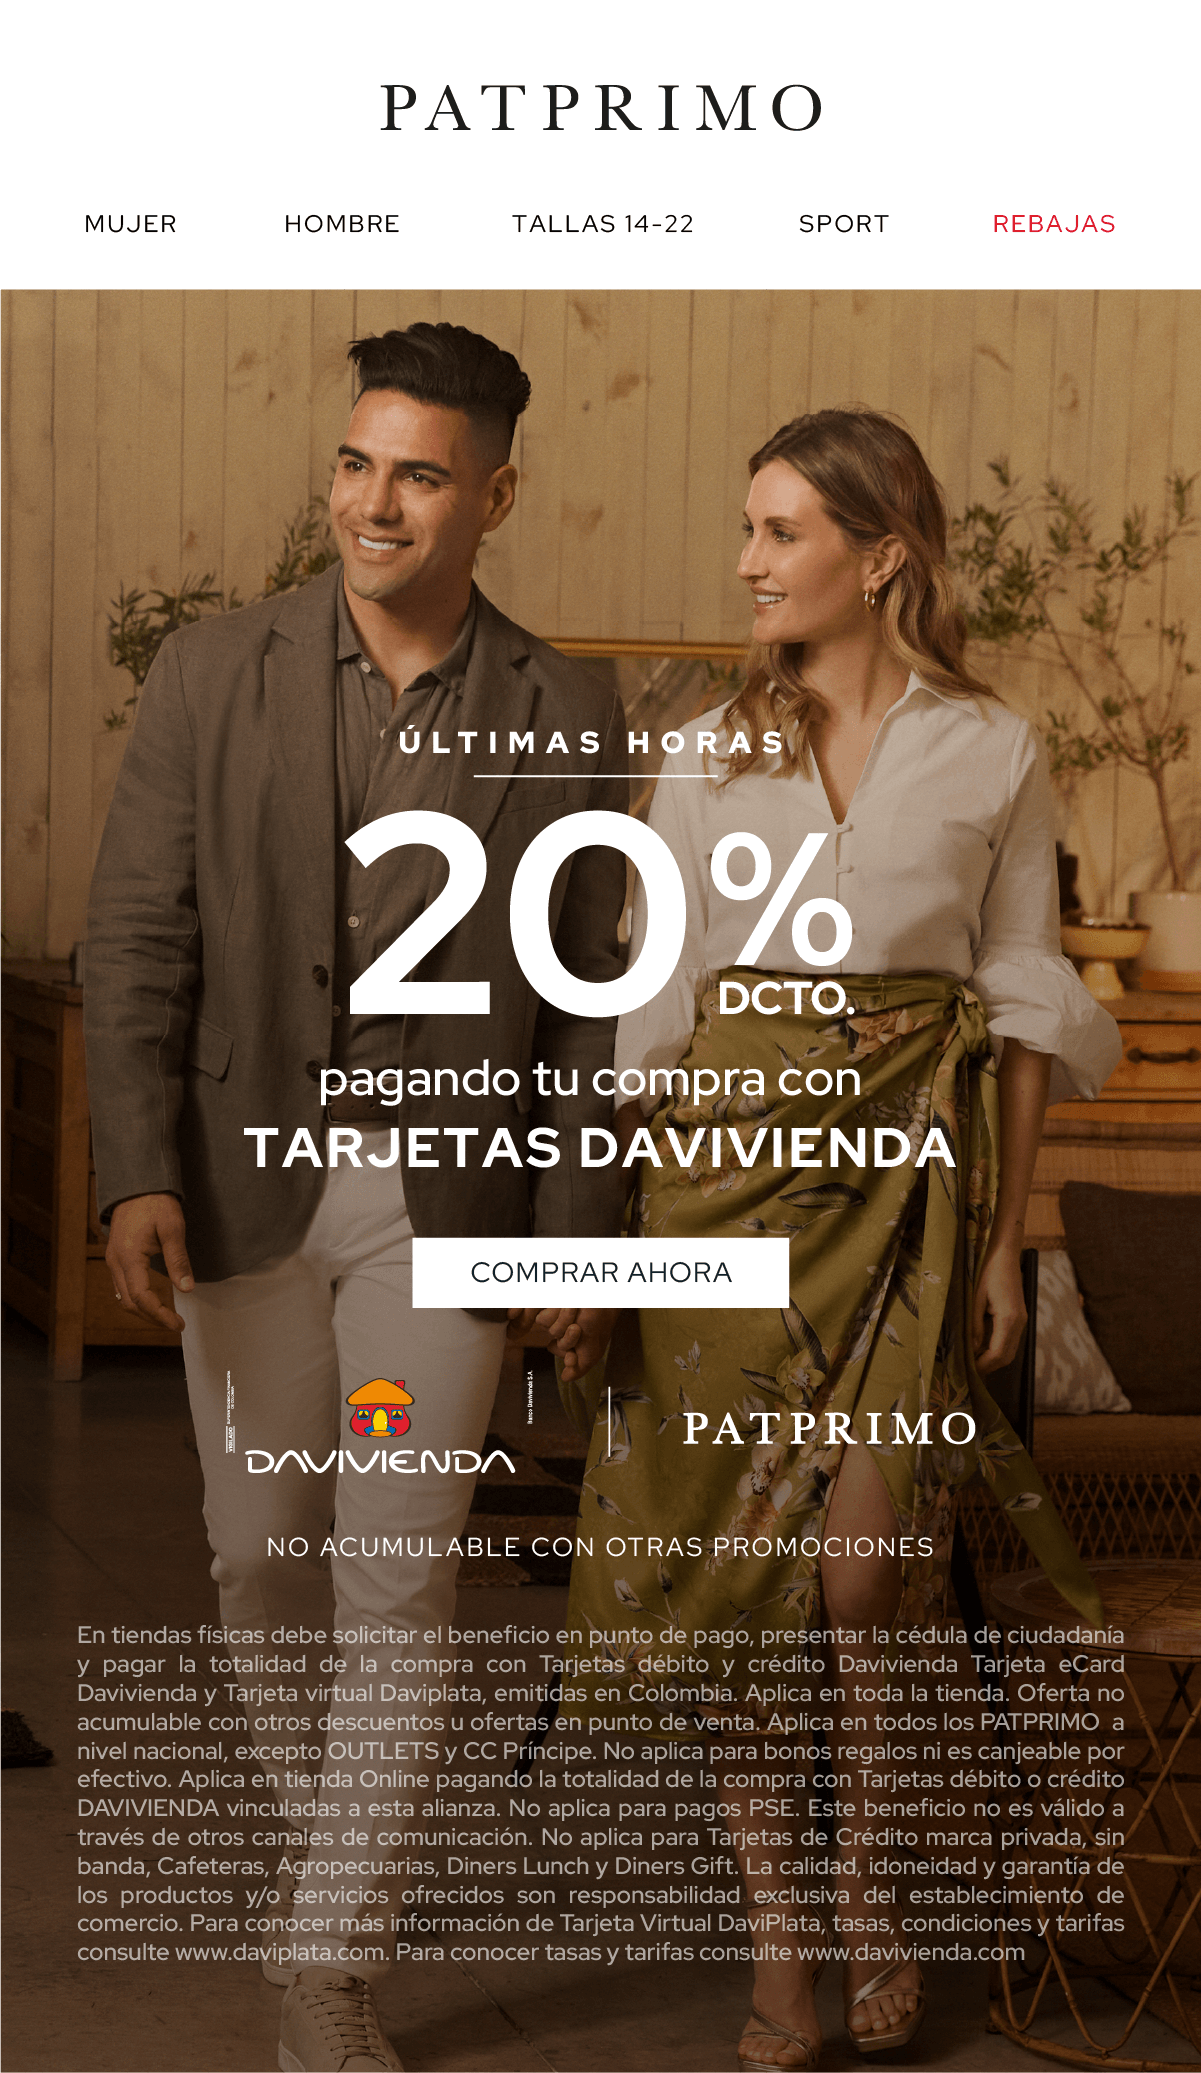 PATPRIMO
MUJER HOMBRE TALLAS 14-22 SPORT REBAJAS
ÚLTIMAS HORAS
20%
DCTO.
pagando tu compra con
TARJETAS DAVIVIENDA
COMPRAR AHORA
VIGILADO
Banco Davivienda S.A.
DAVIVIENDA
PATPRIMO
NO ACUMULABLE CON OTRAS PROMOCIONES
En tiendas físicas debe solicitar el beneficio en punto de pago, presentar la cédula de ciudadanía
y pagar la totalidad de la compra con Tarjetas débito y crédito Davivienda Tarjeta eCard
Davivienda y Tarjeta virtual Daviplata, emitidas en Colombia. Aplica en toda la tienda. Oferta no
acumulable con otros descuentos u ofertas en punto de venta. Aplica en todos los PATPRIMO a
nivel nacional, excepto OUTLETS y CC Príncipe. No aplica para bonos regalos ni es canjeable por
efectivo. Aplica en tienda Online pagando la totalidad de la compra con Tarjetas débito o crédito
DAVIVIENDA vinculadas a esta alianza. No aplica para pagos PSE. Este beneficio no es válido a
través de otros canales de comunicación. No aplica para Tarjetas de Crédito marca privada, sin
banda, Cafeteras, Agropecuarias, Diners Lunch y Diners Gift. La calidad, idoneidad y garantía de
los productos y/o servicios ofrecidos son responsabilidad exclusiva del establecimiento de
comercio. Para conocer más información de Tarjeta Virtual DaviPlata, tasas, condiciones y tarifas
consulte www.daviplata.com. Para conocer tasas y tarifas consulte www.davivienda.com